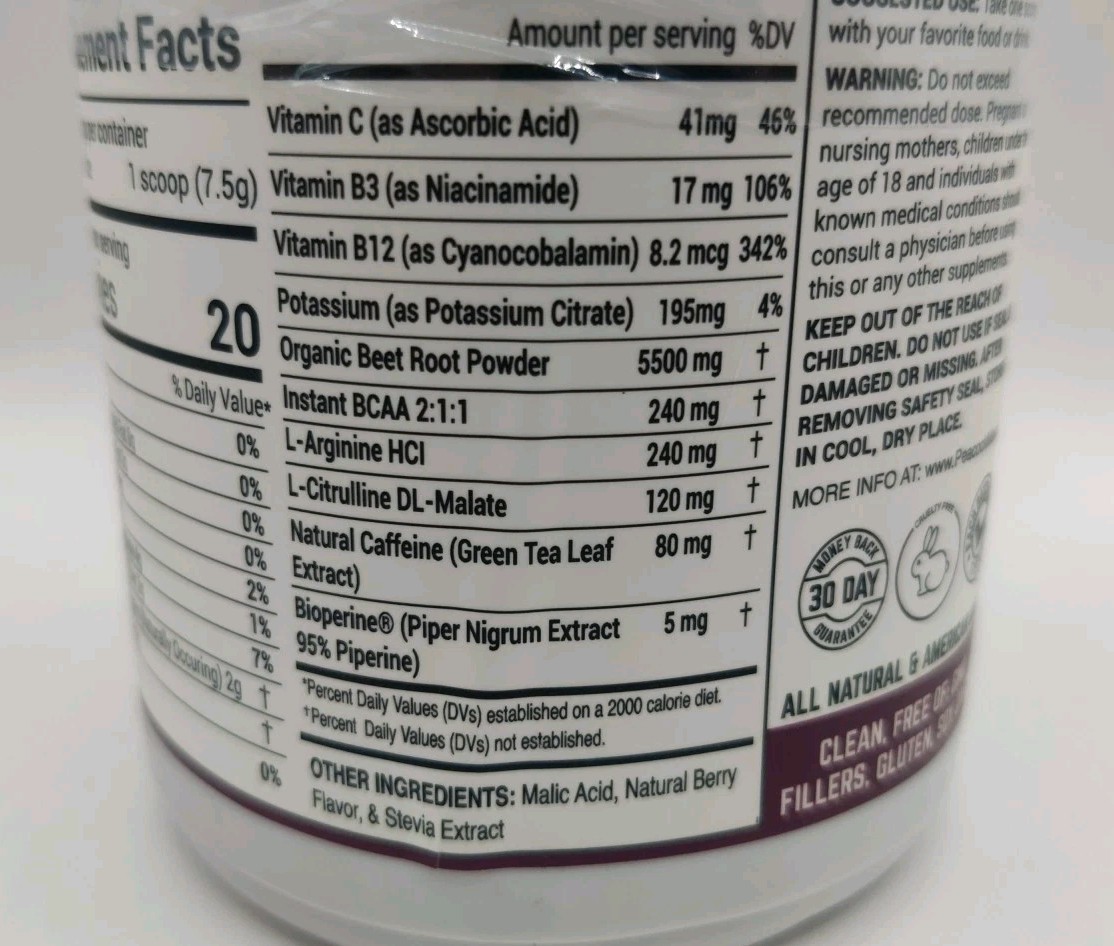 Facts
container
1 scoop (7.5g)
20
% Daily Value*
0%
0%
0%
0%
2%
1%
7%
Occuring) 2g †
†
0%
Amount per serving %DV
Vitamin C (as Ascorbic Acid) 41mg 46%
Vitamin B3 (as Niacinamide) 17 mg 106%
Vitamin B12 (as Cyanocobalamin) 8.2 mcg 342%
Potassium (as Potassium Citrate) 195mg 4%
Organic Beet Root Powder 5500 mg †
Instant BCAA 2:1:1 240 mg †
L-Arginine HCl 240 mg †
L-Citrulline DL-Malate 120 mg †
Natural Caffeine (Green Tea Leaf 80 mg †
Extract)
Bioperine® (Piper Nigrum Extract 5 mg †
95% Piperine)
*Percent Daily Values (DVs) established on a 2000 calorie diet.
†Percent Daily Values (DVs) not established.
OTHER INGREDIENTS: Malic Acid, Natural Berry
Flavor, & Stevia Extract
USE: Take one
with your favorite food or
WARNING: Do not exceed
recommended dose.
nursing mothers, children
age of 18 and individuals with
known medical conditions
consult a physician before
this or any other
KEEP OUT OF THE REACH OF
CHILDREN. DO NOT USE IF
DAMAGED OR MISSING. AFTER
REMOVING SAFETY SEAL,
IN COOL, DRY PLACE.
MORE INFO AT:
MONEY BACK
30 DAY
GUARANTEE
CRUELTY FREE
ALL NATURAL &
CLEAN, FREE OF
FILLERS, GLUTEN,